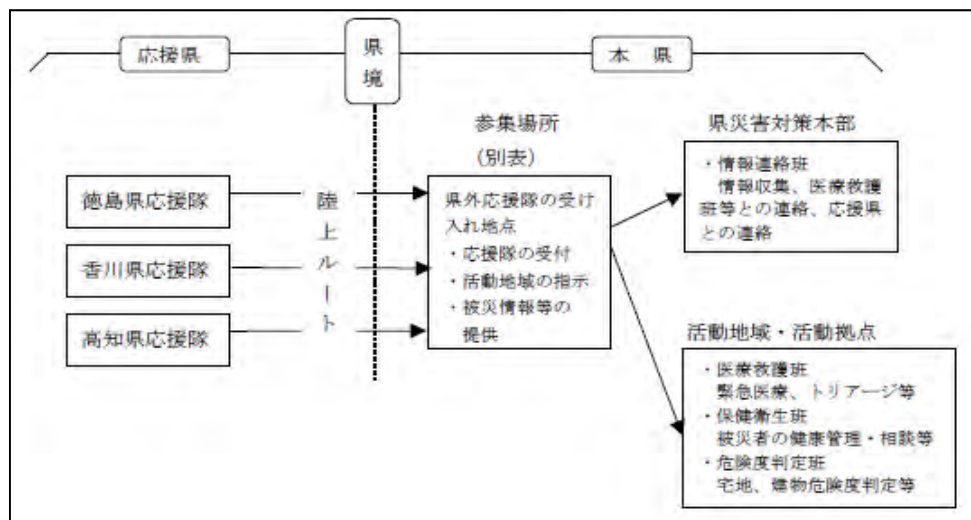 応援県
県境
本 県
徳島県応援隊
香川県応援隊
高知県応援隊
陸上ルート
参集場所
(別表)
県外応援隊の受け
入れ地点
・応援隊の受付
・活動地域の指示
・被災情報等の
提供
県災害対策本部
・情報連絡班
情報収集、医療救護
班等との連絡、応援県
との連絡
活動地域・活動拠点
・医療救護班
緊急医療、トリアージ等
・保健衛生班
被災者の健康管理・相談等
・危険度判定班
宅地、建物危険度判定等